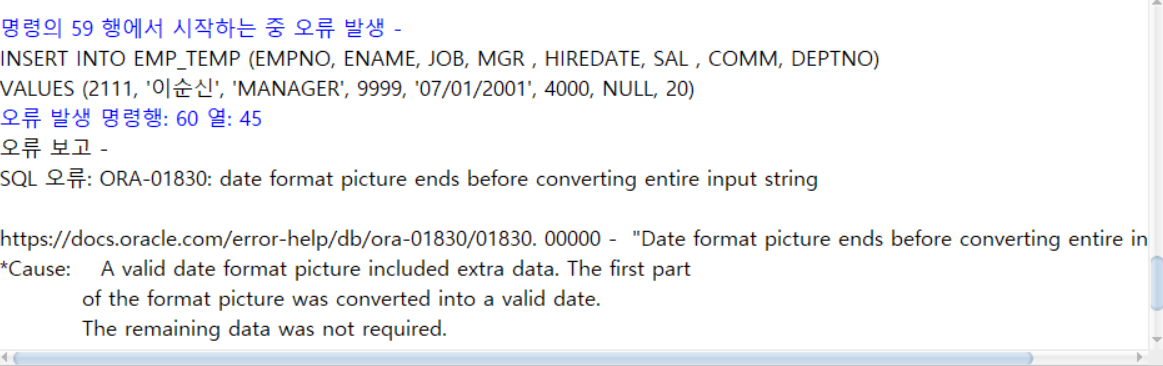 명령의 59 행에서 시작하는 중 오류 발생 -
INSERT INTO EMP_TEMP (EMPNO, ENAME, JOB, MGR , HIREDATE, SAL , COMM, DEPTNO)
VALUES (2111, '이순신', 'MANAGER', 9999, '07/01/2001', 4000, NULL, 20)
오류 발생 명령행: 60 열: 45
오류 보고 -
SQL 오류: ORA-01830: date format picture ends before converting entire input string
https://docs.oracle.com/error-help/db/ora-01830/01830. 00000 -  "Date format picture ends before converting entire in
*Cause:    A valid date format picture included extra data. The first part
of the format picture was converted into a valid date.
The remaining data was not required.